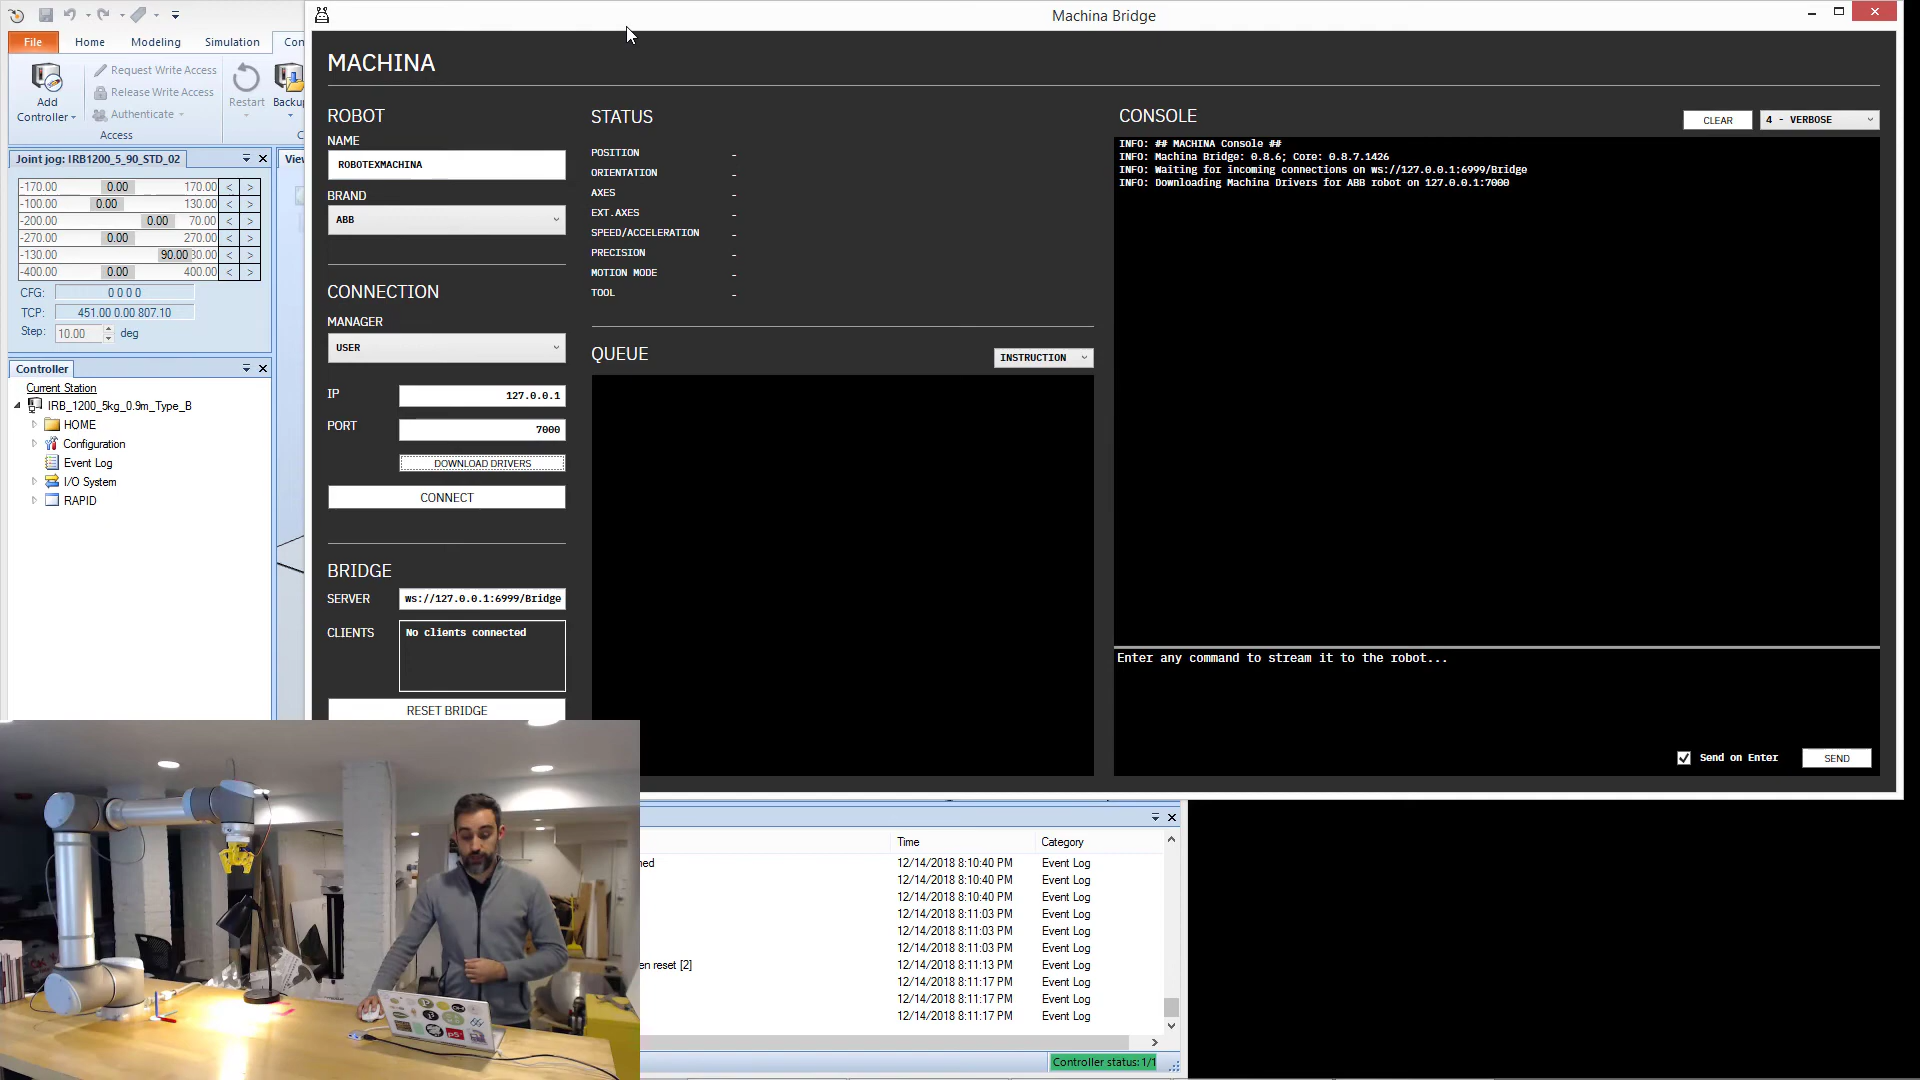 Machina Bridge
File
Home
Modeling
Simulation
Con
Add
Controller
Request Write Access
Release Write Access
Authenticate
Access
Restart
Backup
C
Joint jog: IRB1200_5_90_STD_02
View
-170.00 0.00 170.00 < >
-100.00 0.00 130.00 < >
-200.00 0.00 70.00 < >
-270.00 0.00 270.00 < >
-130.00 90.00 30.00 < >
-400.00 0.00 400.00 < >
CFG: 0 0 0 0
TCP: 451.00 0.00 807.10
Step: 10.00 deg
Controller
Current Station
IRB_1200_5kg_0.9m_Type_B
HOME
Configuration
Event Log
I/O System
RAPID
MACHINA
ROBOT
NAME
ROBOTEXMACHINA
BRAND
ABB
CONNECTION
MANAGER
USER
IP 127.0.0.1
PORT 7000
DOWNLOAD DRIVERS
CONNECT
BRIDGE
SERVER ws://127.0.0.1:6999/Bridge
CLIENTS No clients connected
RESET BRIDGE
STATUS
POSITION -
ORIENTATION -
AXES -
EXT.AXES -
SPEED/ACCELERATION -
PRECISION -
MOTION MODE -
TOOL -
QUEUE
INSTRUCTION
CONSOLE
CLEAR
4 - VERBOSE
INFO: ## MACHINA Console ##
INFO: Machina Bridge: 0.8.6; Core: 0.8.7.1426
INFO: Waiting for incoming connections on ws://127.0.0.1:6999/Bridge
INFO: Downloading Machina Drivers for ABB robot on 127.0.0.1:7000
Enter any command to stream it to the robot...
Send on Enter
SEND
Time Category
ned 12/14/2018 8:10:40 PM Event Log
12/14/2018 8:10:40 PM Event Log
12/14/2018 8:10:40 PM Event Log
12/14/2018 8:11:03 PM Event Log
12/14/2018 8:11:03 PM Event Log
12/14/2018 8:11:03 PM Event Log
en reset [2] 12/14/2018 8:11:13 PM Event Log
12/14/2018 8:11:17 PM Event Log
12/14/2018 8:11:17 PM Event Log
12/14/2018 8:11:17 PM Event Log
Controller status: 1/1